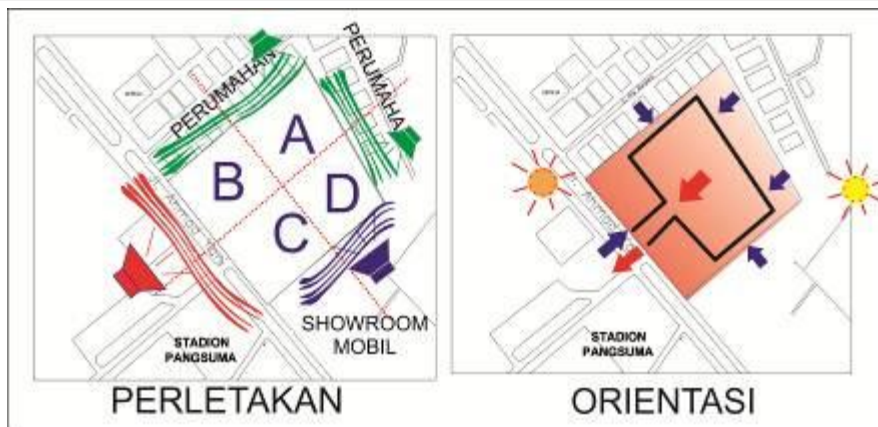 PERUMAHAN
PERUMAHA
A
B
D
C
STADION
PANGSUMA
SHOWROOM
MOBIL
PERLETAKAN
STADION
PANGSUMA
ORIENTASI